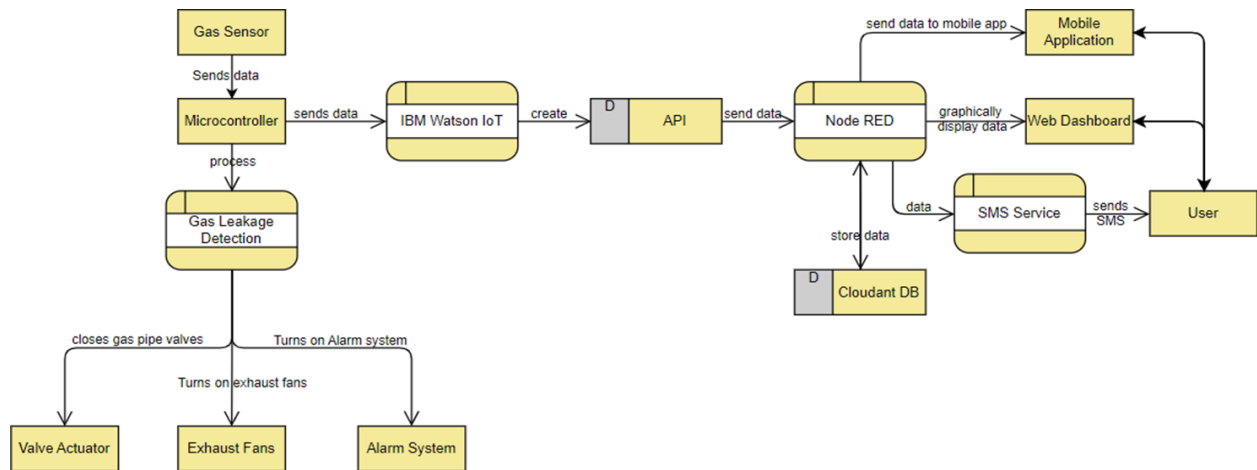 Gas Sensor
Sends data
Microcontroller
sends data
IBM Watson IoT
create
D
API
send data
Node RED
send data to mobile app
Mobile
Application
graphically
display data
Web Dashboard
process
Gas Leakage
Detection
data
SMS Service
sends
SMS
User
store data
D
Cloudant DB
closes gas pipe valves
Turns on Alarm system
Turns on exhaust fans
Valve Actuator
Exhaust Fans
Alarm System